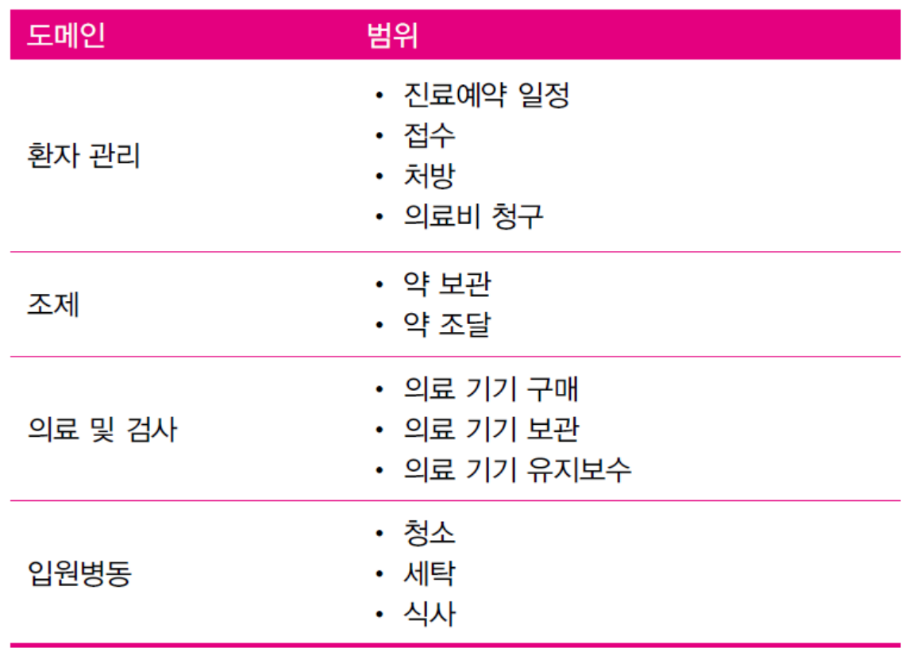 도메인 범위
환자 관리
• 진료예약 일정
• 접수
• 처방
• 의료비 청구
조제
• 약 보관
• 약 조달
의료 및 검사
• 의료 기기 구매
• 의료 기기 보관
• 의료 기기 유지보수
입원병동
• 청소
• 세탁
• 식사